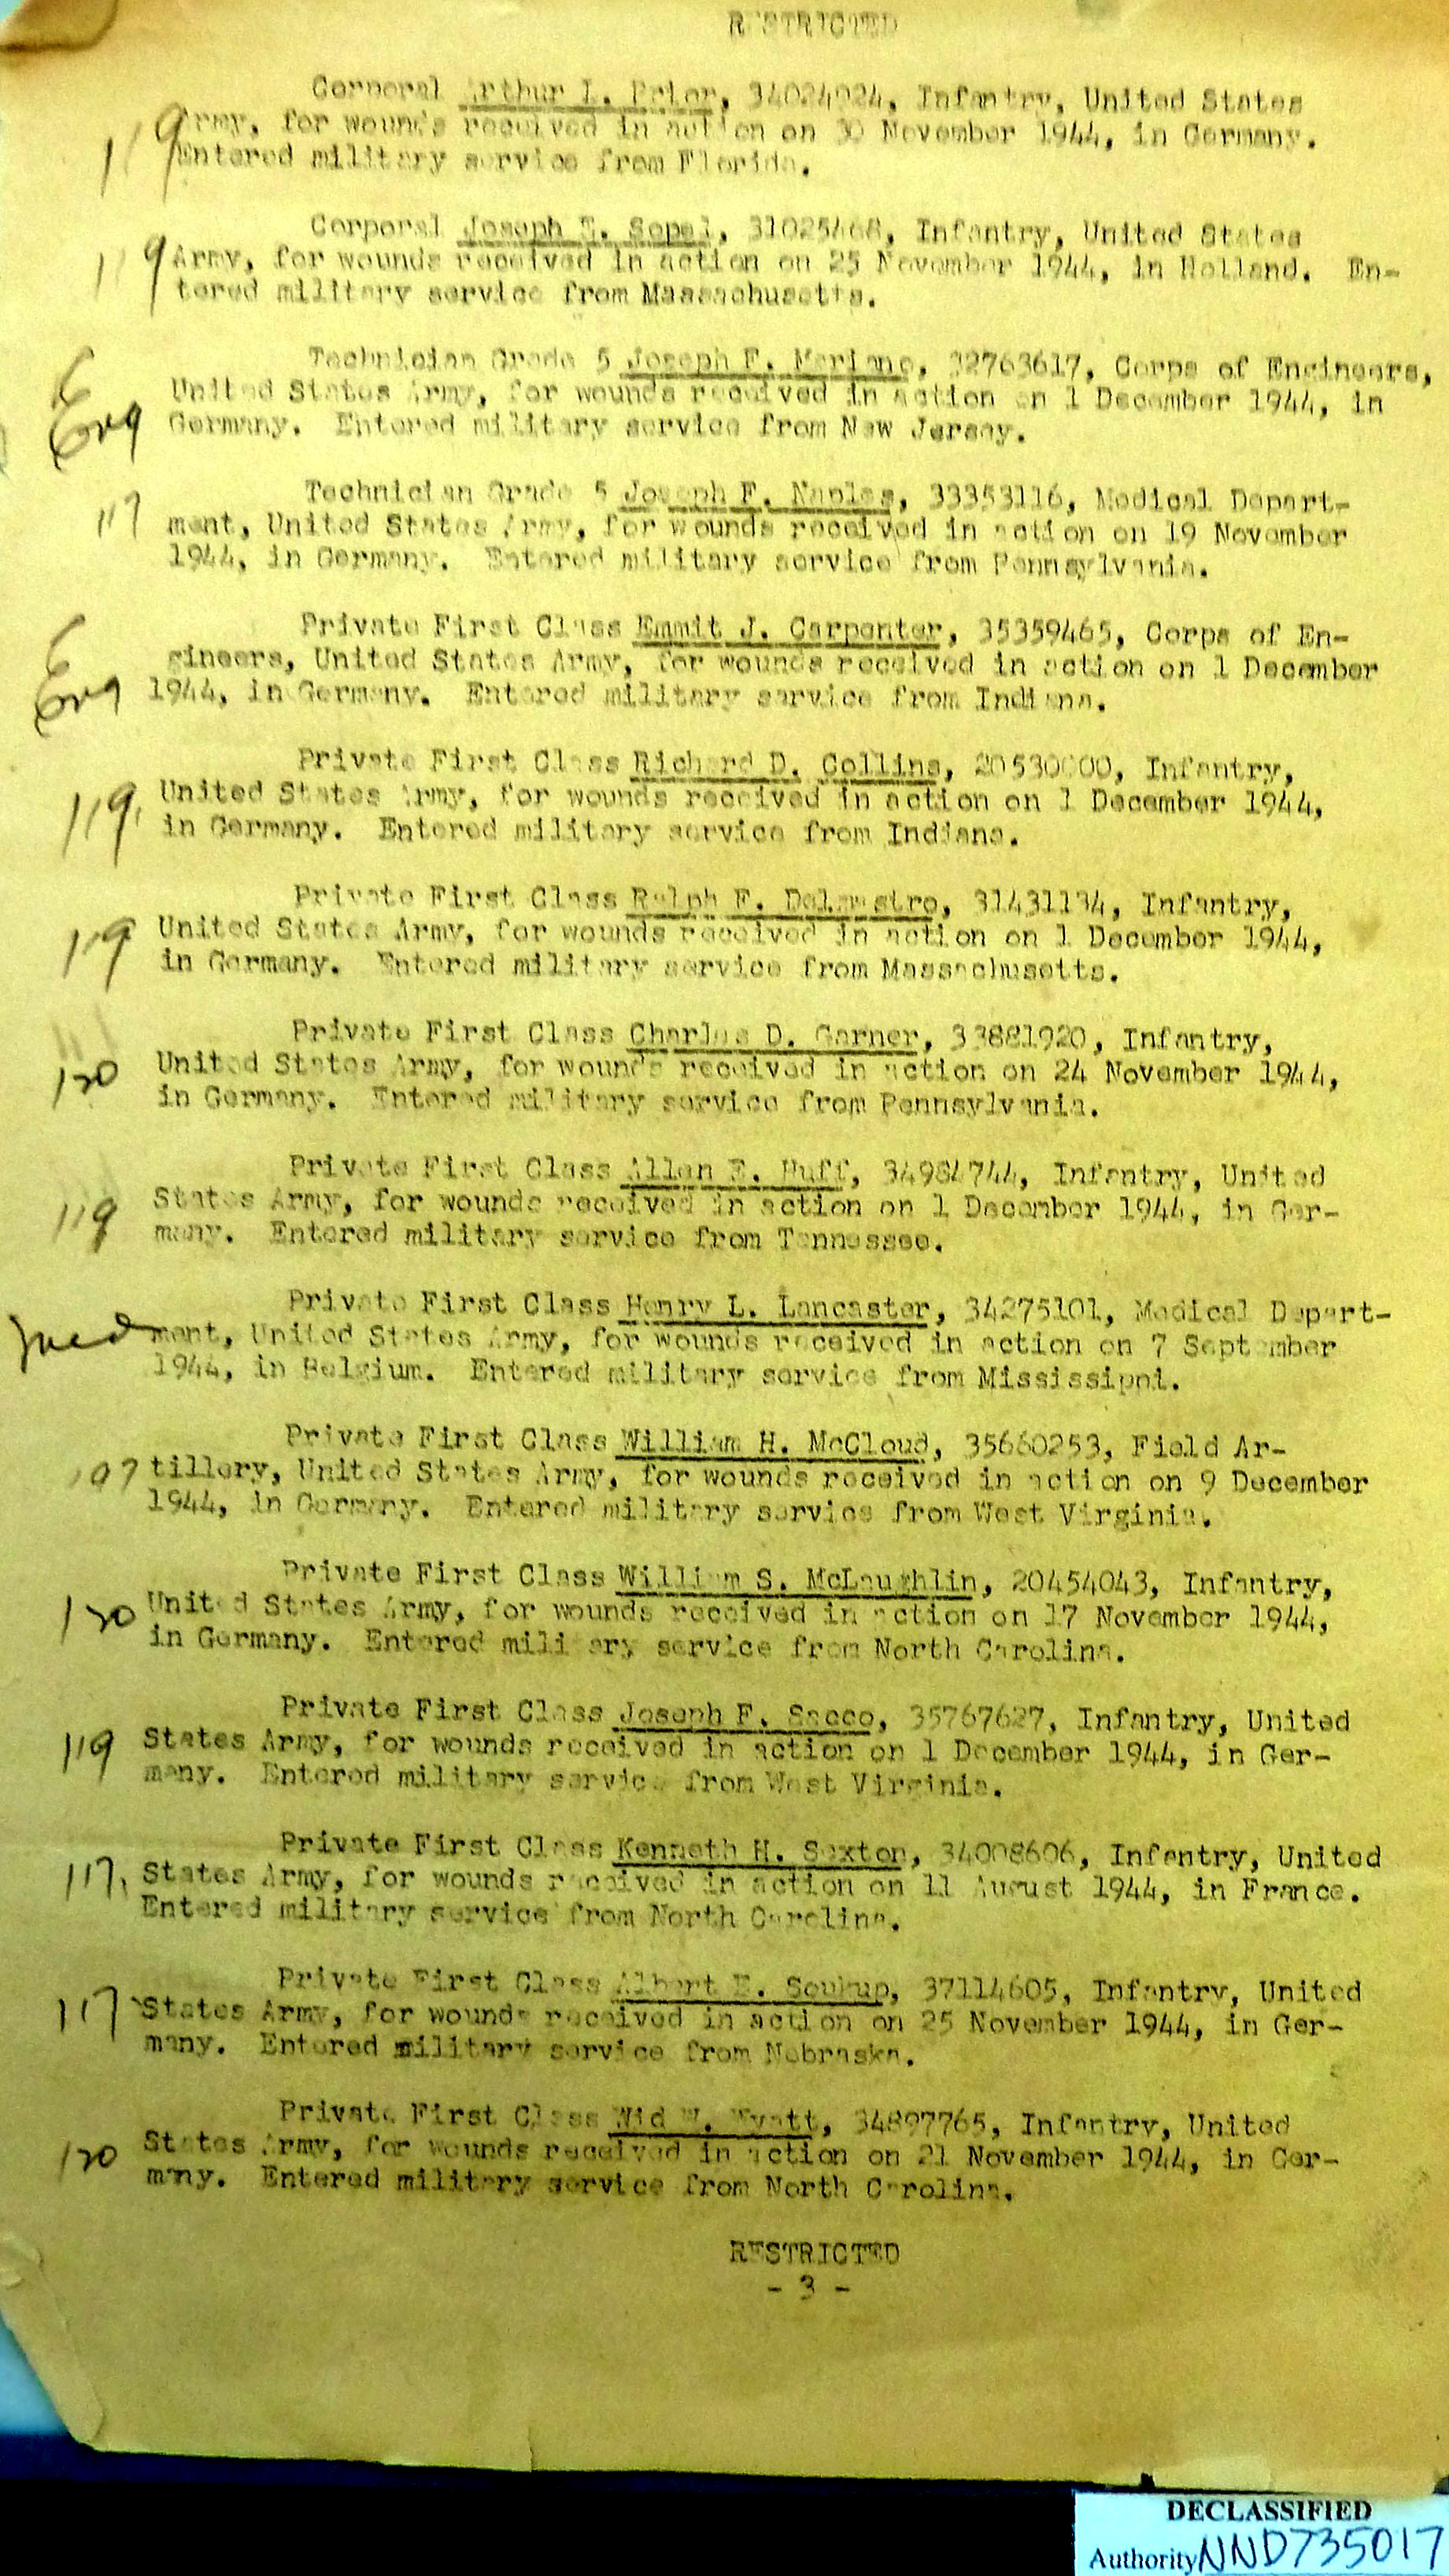 RESTRICTED
Corporal Arthur L. 34024924, Infantry, United States
Army, for wounds received in action on 30 November 1944, in Germany.
119
Entered military service from Florida.
Corporal Joseph E. Sopel, 31025468, Infantry, United States
119 Army, for wounds received in action on 25 November 1944, in Holland. En-
tered military service from Massachusetts.
Technician Grade 5 Joseph F. Mariano, 32763617, Corps of Engineers,
United States Army, for wounds received in action on 1 December 1944, in
Eng Germany. Entered military service from New Jersey.
Technician Grade 5 Joseph F. Naples, 33353116, Medical Depart-
117 ment, United States Army, for wounds received in action on 19 November
1944, in Germany. Entered military service from Pennsylvania.
Private First Class Emmit J. Carpenter, 35359465, Corps of En-
gineers, United States Army, for wounds received in action on 1 December
Eng 1944, in Germany. Entered military service from Indiana.
Private First Class Richard D. Collins, Infantry,
119, United States Army, for wounds received in action on 1 December 1944,
in Germany. Entered military service from Indiana.
Private First Class Ralph F. Dalmastro, 31431134, Infantry,
119 United States Army, for wounds received in action on 1 December 1944,
in Germany. Entered military service from Massachusetts.
Private First Class Charles D. Garner, 33881920, Infantry,
120 United States Army, for wounds received in action on 24 November 1944,
in Germany. Entered military service from Pennsylvania.
Private First Class Allen E. Huff, 34984744, Infantry, United
119 States Army, for wounds received in action on 1 December 1944, in Ger-
many. Entered military service from Tennessee.
Private First Class Henry L. Lancaster, 34275101, Medical Depart-
med ment, United States Army, for wounds received in action on 7 September
1944, in Belgium. Entered military service from Mississippi.
Private First Class William H. McCloud, 35660253, Field Ar-
197 tillery, United States Army, for wounds received in action on 9 December
1944, in Germany. Entered military service from West Virginia.
Private First Class William S. McLaughlin, 20454043, Infantry,
120 United States Army, for wounds received in action on 17 November 1944,
in Germany. Entered military service from North Carolina.
Private First Class Joseph F. Sacco, 35767627, Infantry, United
119 States Army, for wounds received in action on 1 December 1944, in Ger-
many. Entered military service from West Virginia.
Private First Class Kenneth H. Sexton, 34008606, Infantry, United
117, States Army, for wounds received in action on 11 August 1944, in France.
Entered military service from North Carolina.
Private First Class Albert E. Soukup, 37114605, Infantry, United
117 States Army, for wounds received in action on 25 November 1944, in Ger-
many. Entered military service from Nebraska.
Private First Class Wid W. Wyatt, 34897765, Infantry, United
120 States Army, for wounds received in action on 21 November 1944, in Ger-
many. Entered military service from North Carolina.
RESTRICTED
- 3 -
DECLASSIFIED
Authority NND735017